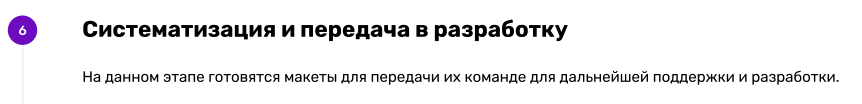 6
Систематизация и передача в разработку
На данном этапе готовятся макеты для передачи их команде для дальнейшей поддержки и разработки.